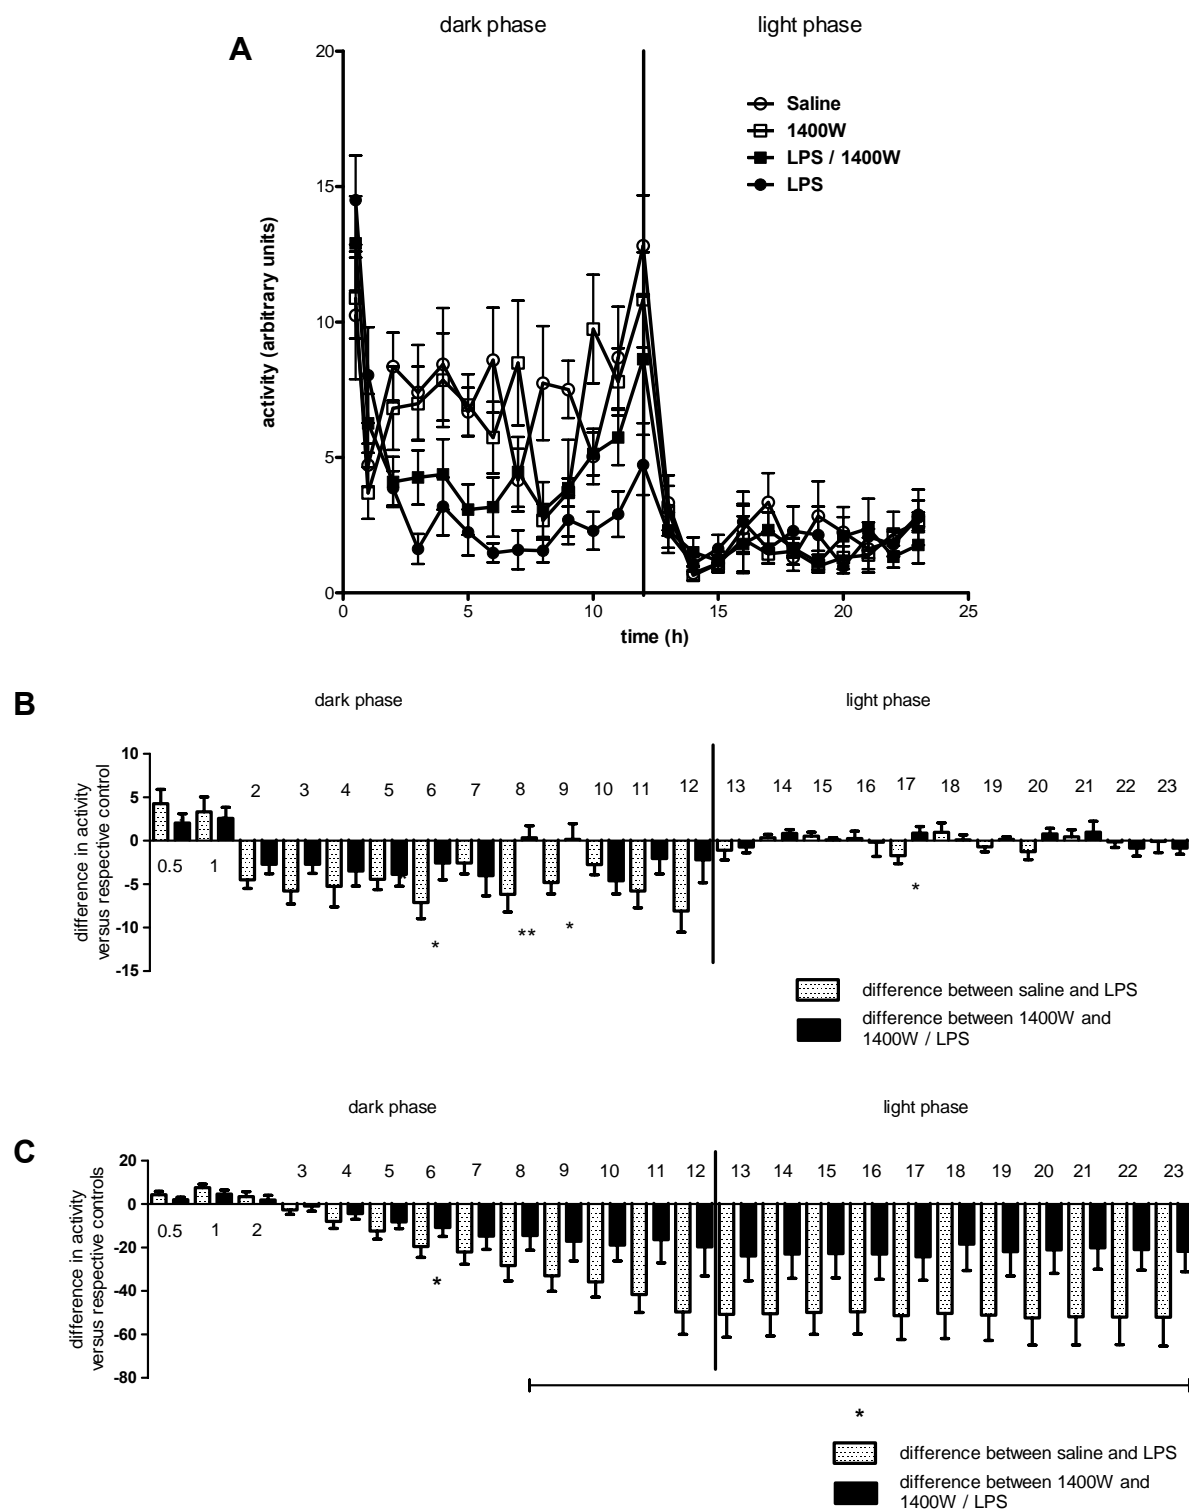 dark phase light phase
A
20
15
10
5
0
activity (arbitrary units)
Saline
1400W
LPS / 1400W
LPS
0 5 10 15 20 25
time (h)
B
dark phase light phase
10
5
0
-5
-10
-15
difference in activity
versus respective control
2 3 4 5 6 7 8 9 10 11 12 13 14 15 16 17 18 19 20 21 22 23
0.5 1
* ** * *
difference between saline and LPS
difference between 1400W and
1400W / LPS
dark phase light phase
C
20
0
-20
-40
-60
-80
difference in activity
versus respective controls
3 4 5 6 7 8 9 10 11 12 13 14 15 16 17 18 19 20 21 22 23
0.5 1 2
*
*
difference between saline and LPS
difference between 1400W and
1400W / LPS